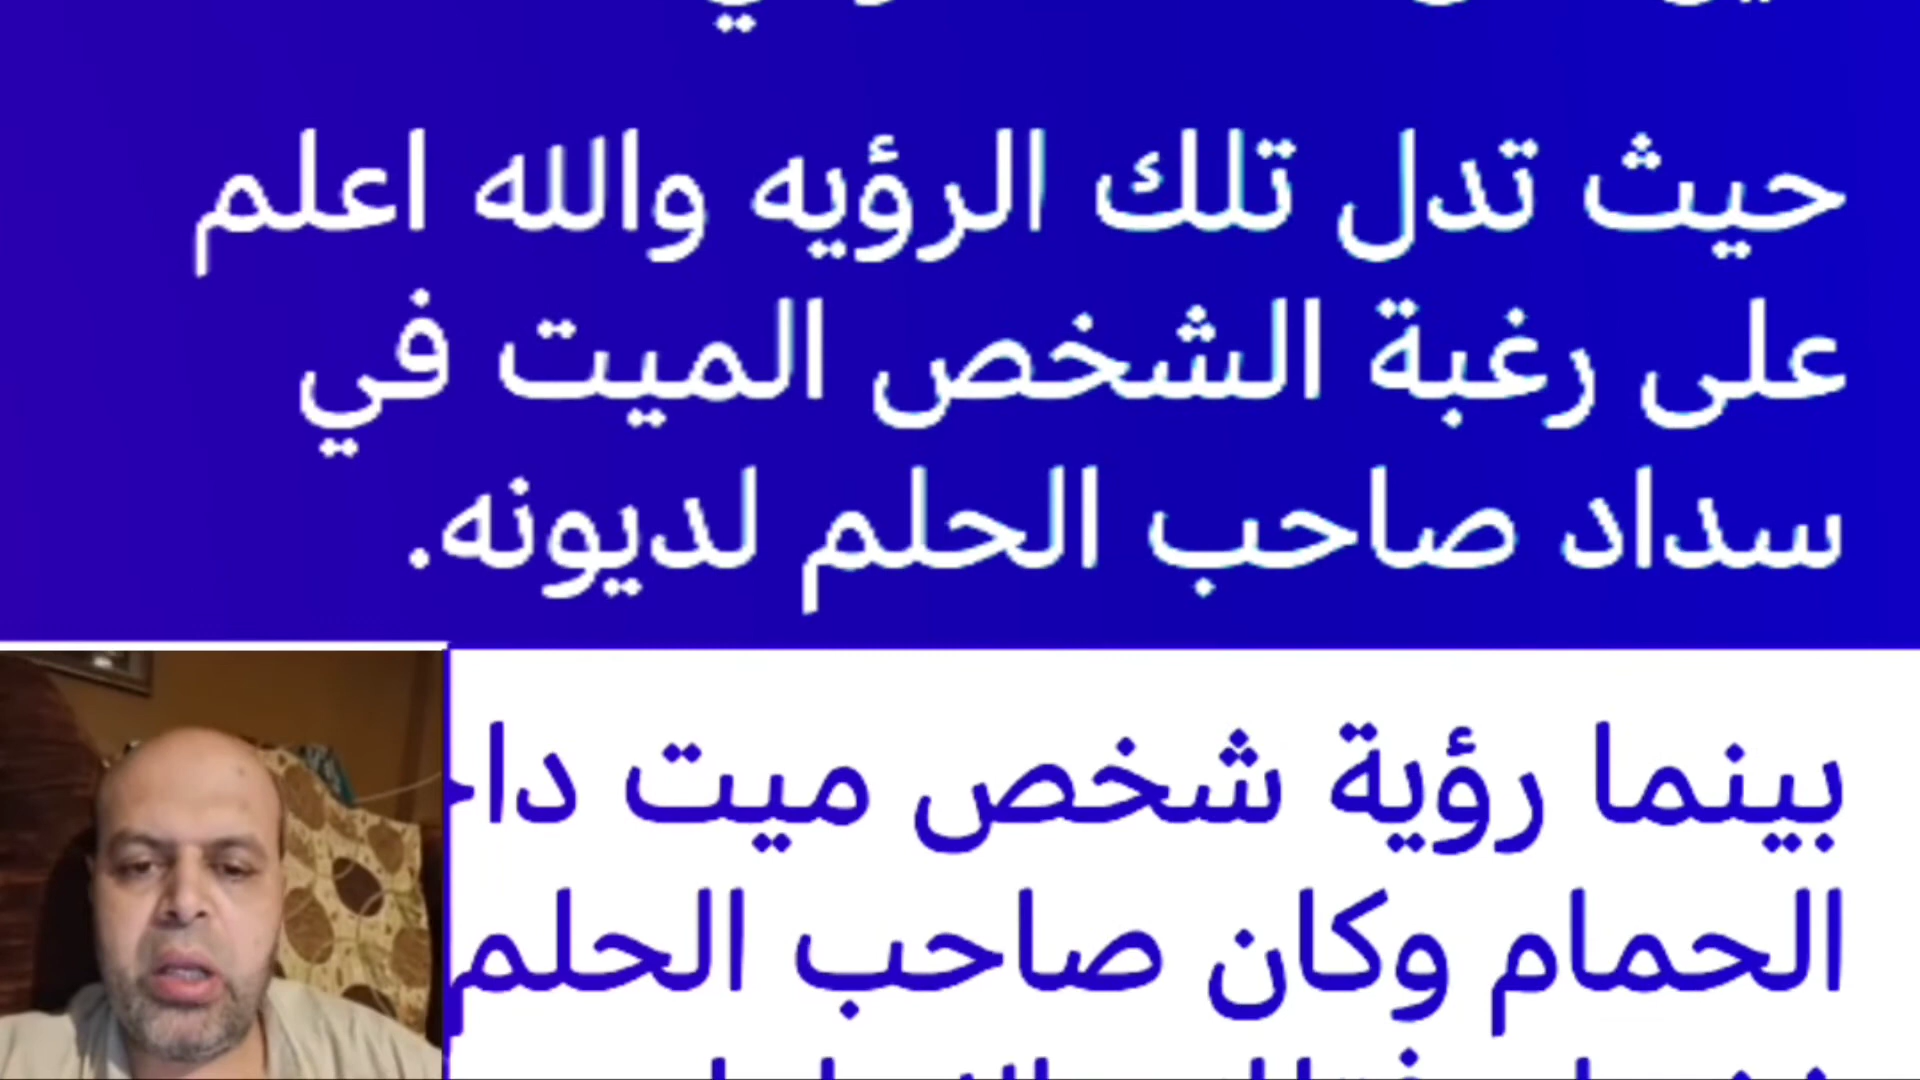 حيث تدل تلك الرؤيه والله اعلم
على رغبة الشخص الميت في
سداد صاحب الحلم لديونه.
بينما رؤية شخص ميت
الحمام وكان صاحب الحلم